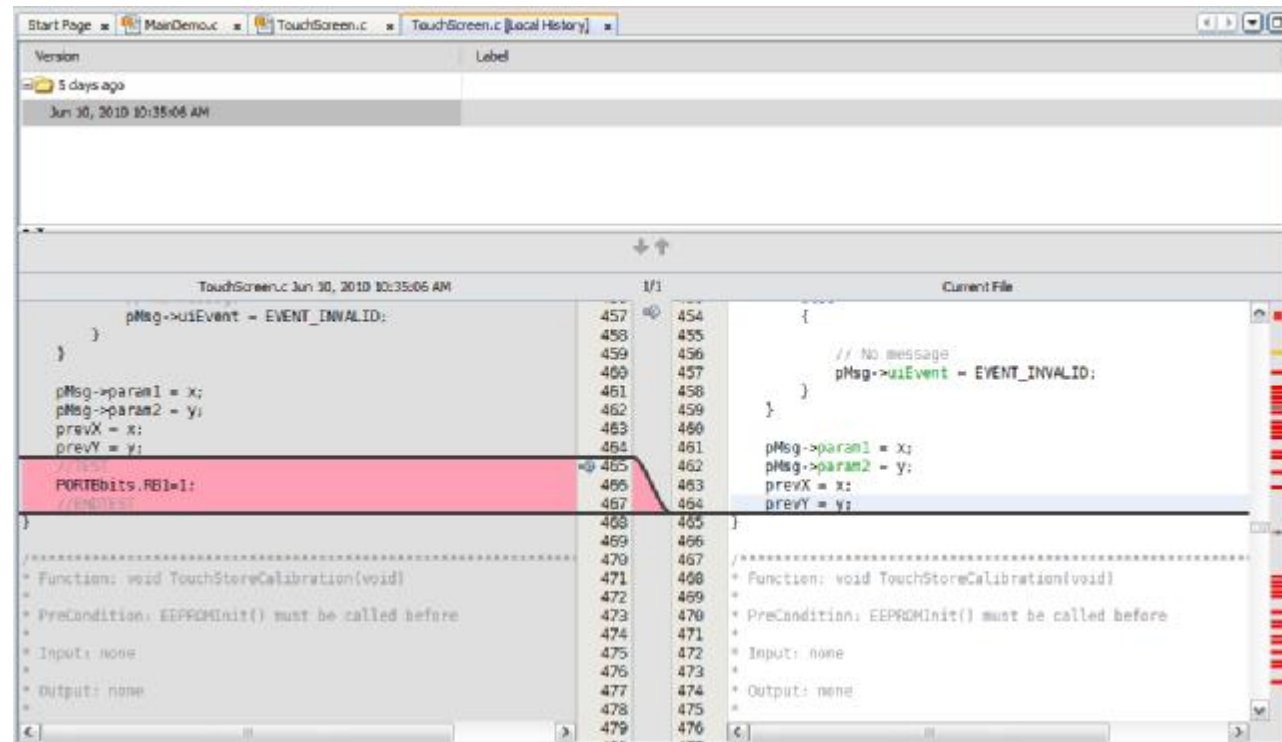 Start Page MainDemo.c TouchScreen.c TouchScreen.c [Local History]
Version Label
5 days ago
Jun 10, 2010 10:35:06 AM
TouchScreen.c Jun 10, 2010 10:35:06 AM 1/1 Current File
pMsg->uiEvent = EVENT_INVALID;
}
}
pMsg->param1 = x;
pMsg->param2 = y;
prevX = x;
prevY = y;
//TEST
PORTBbits.RB1=1;
//ENDTEST
}
/************************************************************
* Function: void TouchStoreCalibration(void)
*
* PreCondition: EEPROMInit() must be called before
*
* Input: none
*
* Output: none
*
457
458
459
460
461
462
463
464
465
466
467
468
469
470
471
472
473
474
475
476
477
478
479
454
455
456
457
458
459
460
461
462
463
464
465
466
467
468
469
470
471
472
473
474
475
476
{
// No message
pMsg->uiEvent = EVENT_INVALID;
}
}
pMsg->param1 = x;
pMsg->param2 = y;
prevX = x;
prevY = y;
}
/************************************************************
* Function: void TouchStoreCalibration(void)
*
* PreCondition: EEPROMInit() must be called before
*
* Input: none
*
* Output: none
*